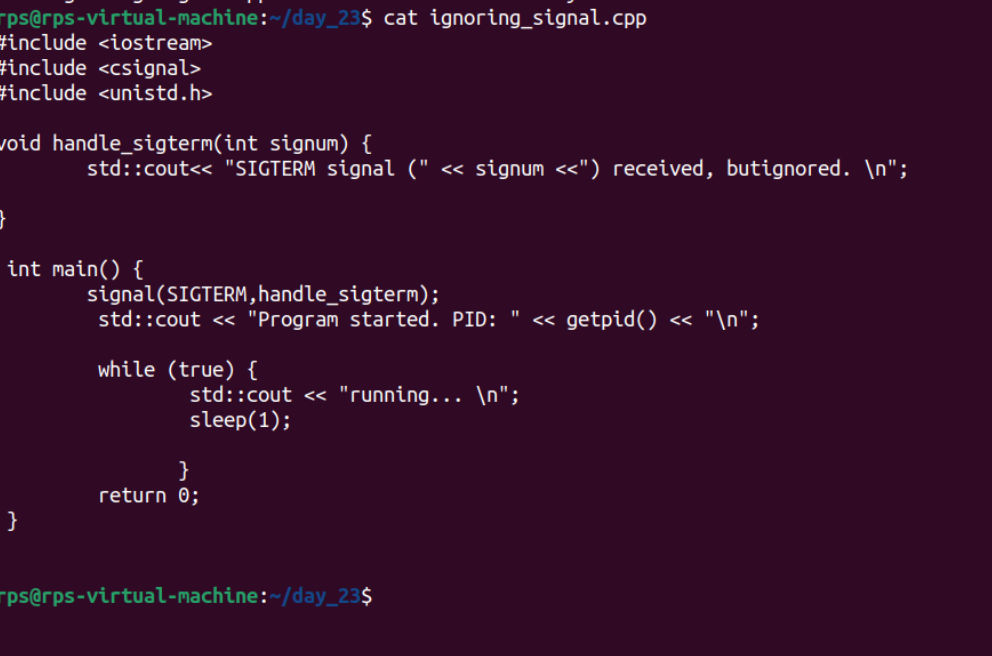 rps@rps-virtual-machine:~/day_23$ cat ignoring_signal.cpp
#include <iostream>
#include <csignal>
#include <unistd.h>
void handle_sigterm(int signum) {
std::cout<< "SIGTERM signal (" << signum <<") received, butignored. \n";
}
int main() {
signal(SIGTERM,handle_sigterm);
std::cout << "Program started. PID: " << getpid() << "\n";
while (true) {
std::cout << "running... \n";
sleep(1);
}
return 0;
}
rps@rps-virtual-machine:~/day_23$